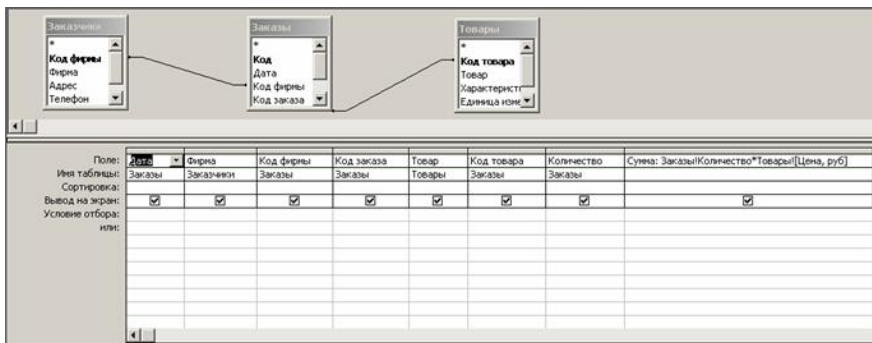 Заказчики
*
Код фирмы
Фирма
Адрес
Телефон
Заказы
*
Код
Дата
Код фирмы
Код заказа
Товары
*
Код товара
Товар
Характеристи
Единица изме
Поле: Дата Фирма Код фирмы Код заказа Товар Код товара Количество Сумма: Заказы!Количество*Товары![Цена, руб]
Имя таблицы: Заказы Заказчики Заказы Заказы Товары Заказы Заказы
Сортировка:
Вывод на экран:
Условие отбора:
или: